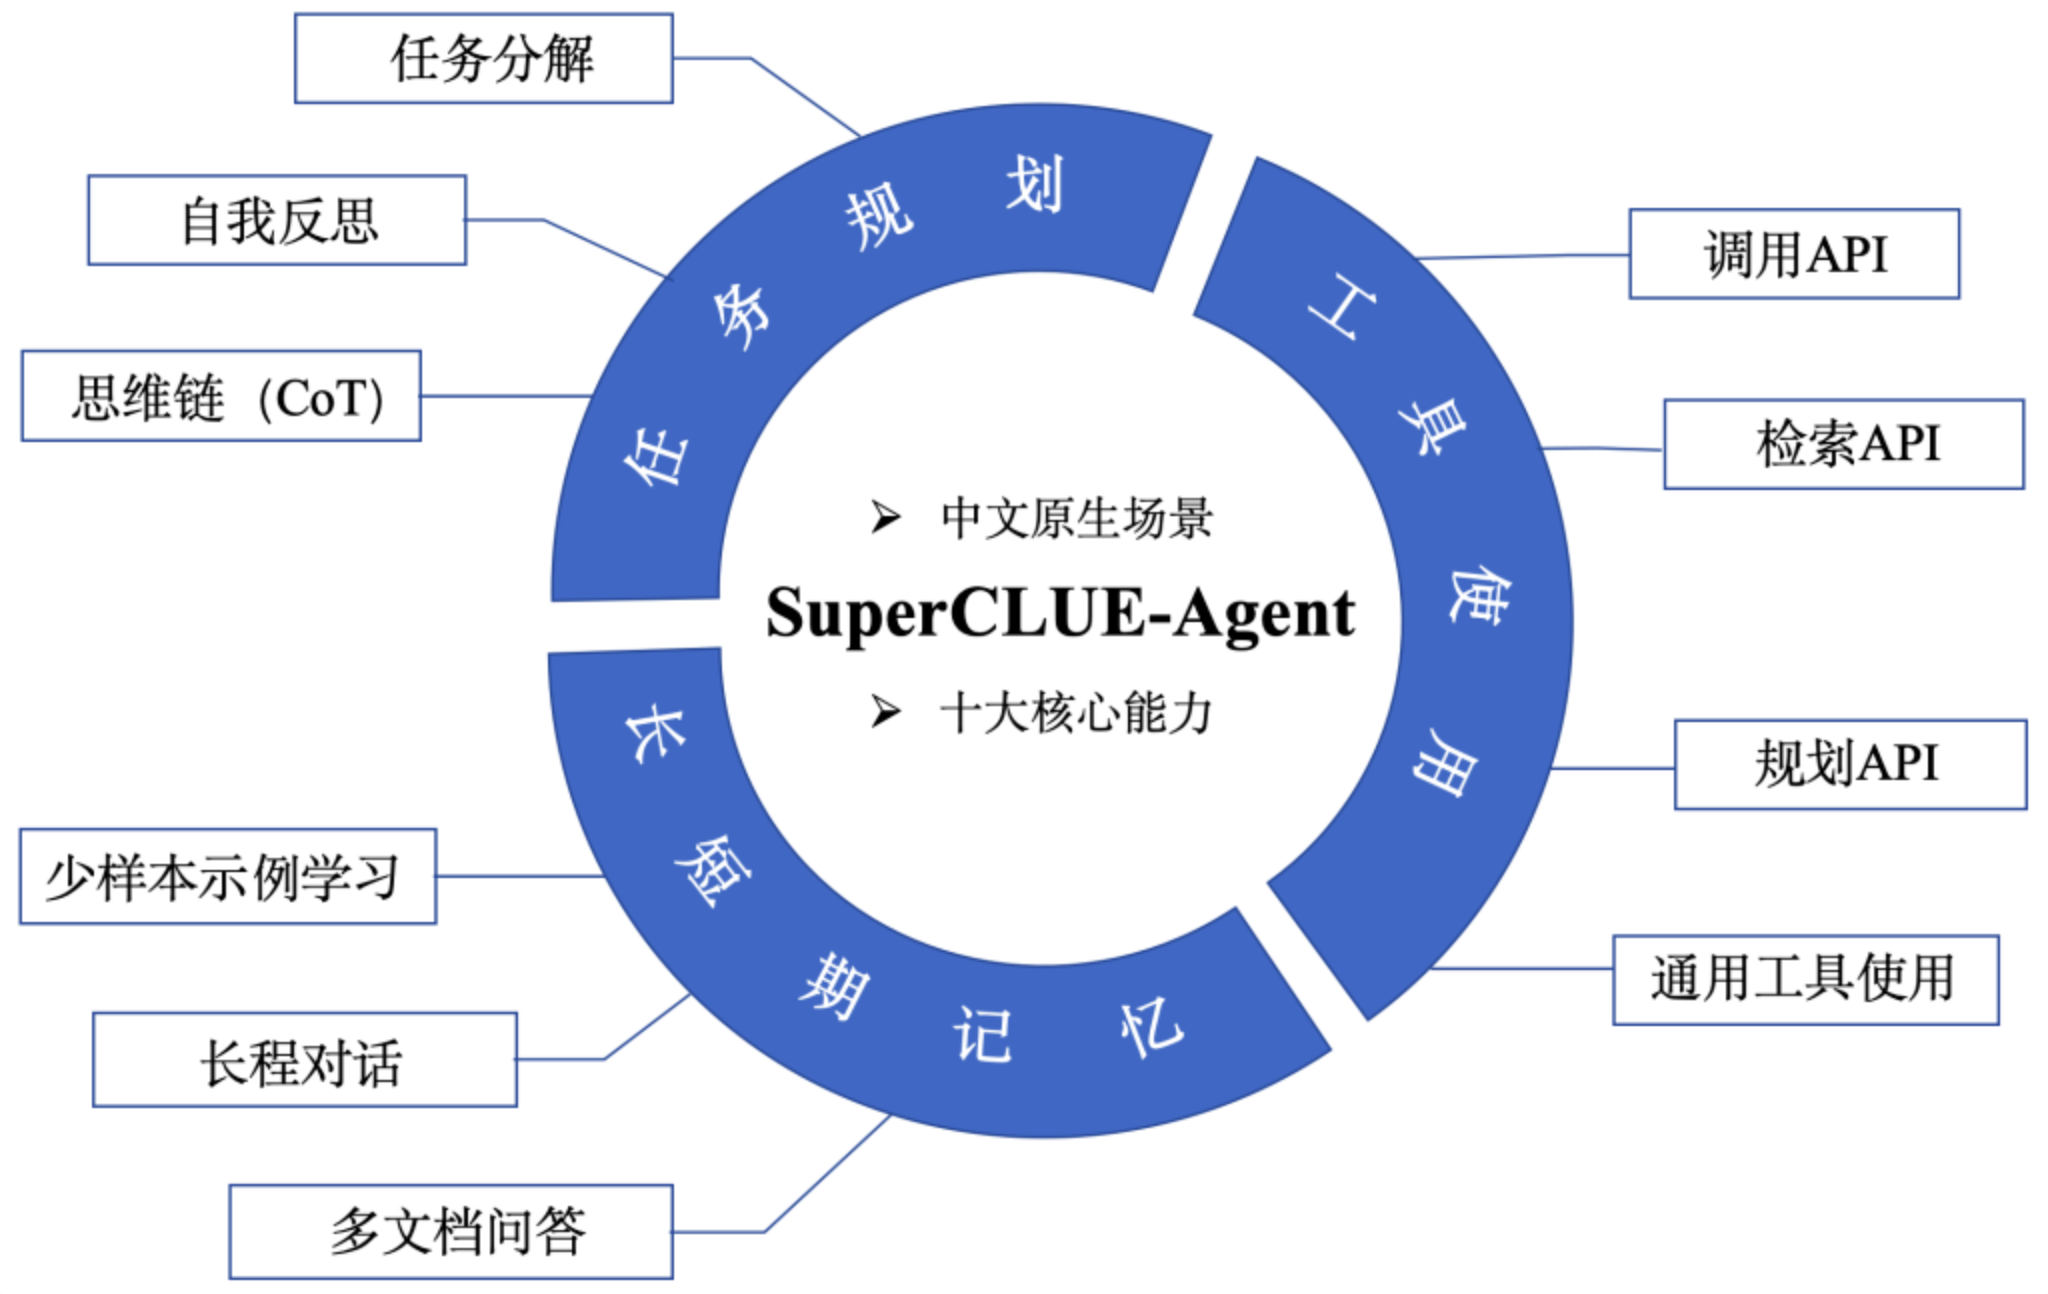 任务分解
自我反思
思维链（CoT）
任务规划
工具使用
调用API
检索API
规划API
通用工具使用
➢ 中文原生场景
SuperCLUE-Agent
➢ 十大核心能力
长短期记忆
少样本示例学习
长程对话
多文档问答